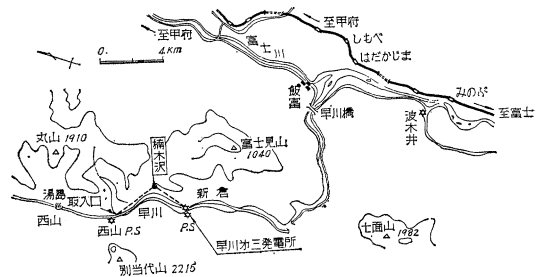 至甲府
至甲府
しもべ
富士川
はだかじま
0. 4km
飯富
みのぶ
至富士
早川橋
波木井
丸山 1910
楠木沢
富士見山
1040
湯島
取入口
新倉
西山
西山 P.S
早川
P.S
早川オ三発電所
七面山
1982
別当代山 2215